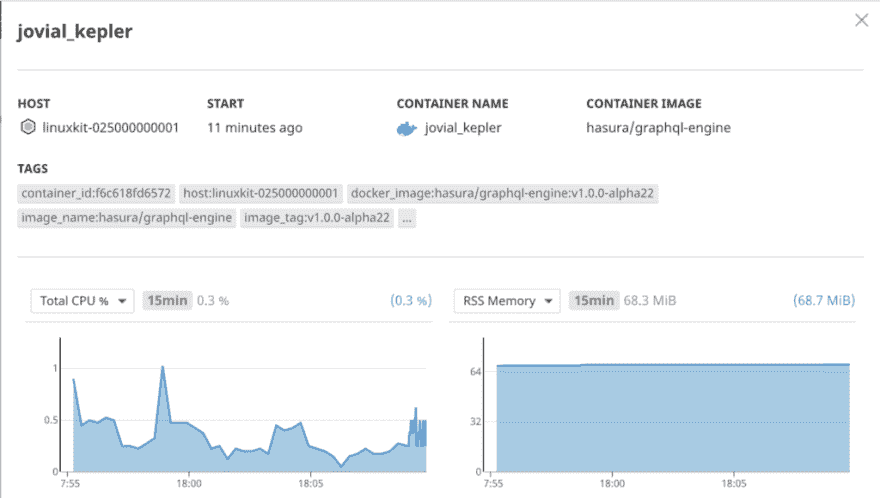 jovial_kepler
HOST START CONTAINER NAME CONTAINER IMAGE
linuxkit-025000000001 11 minutes ago jovial_kepler hasura/graphql-engine
TAGS
container_id:f6c618fd6572 host:linuxkit-025000000001 docker_image:hasura/graphql-engine:v1.0.0-alpha22
image_name:hasura/graphql-engine image_tag:v1.0.0-alpha22 ...
Total CPU % 15min 0.3 % (0.3 %) RSS Memory 15min 68.3 MiB (68.7 MiB)
1 64
0.5 32
0 0
7:55 18:00 18:05 7:55 18:00 18:05